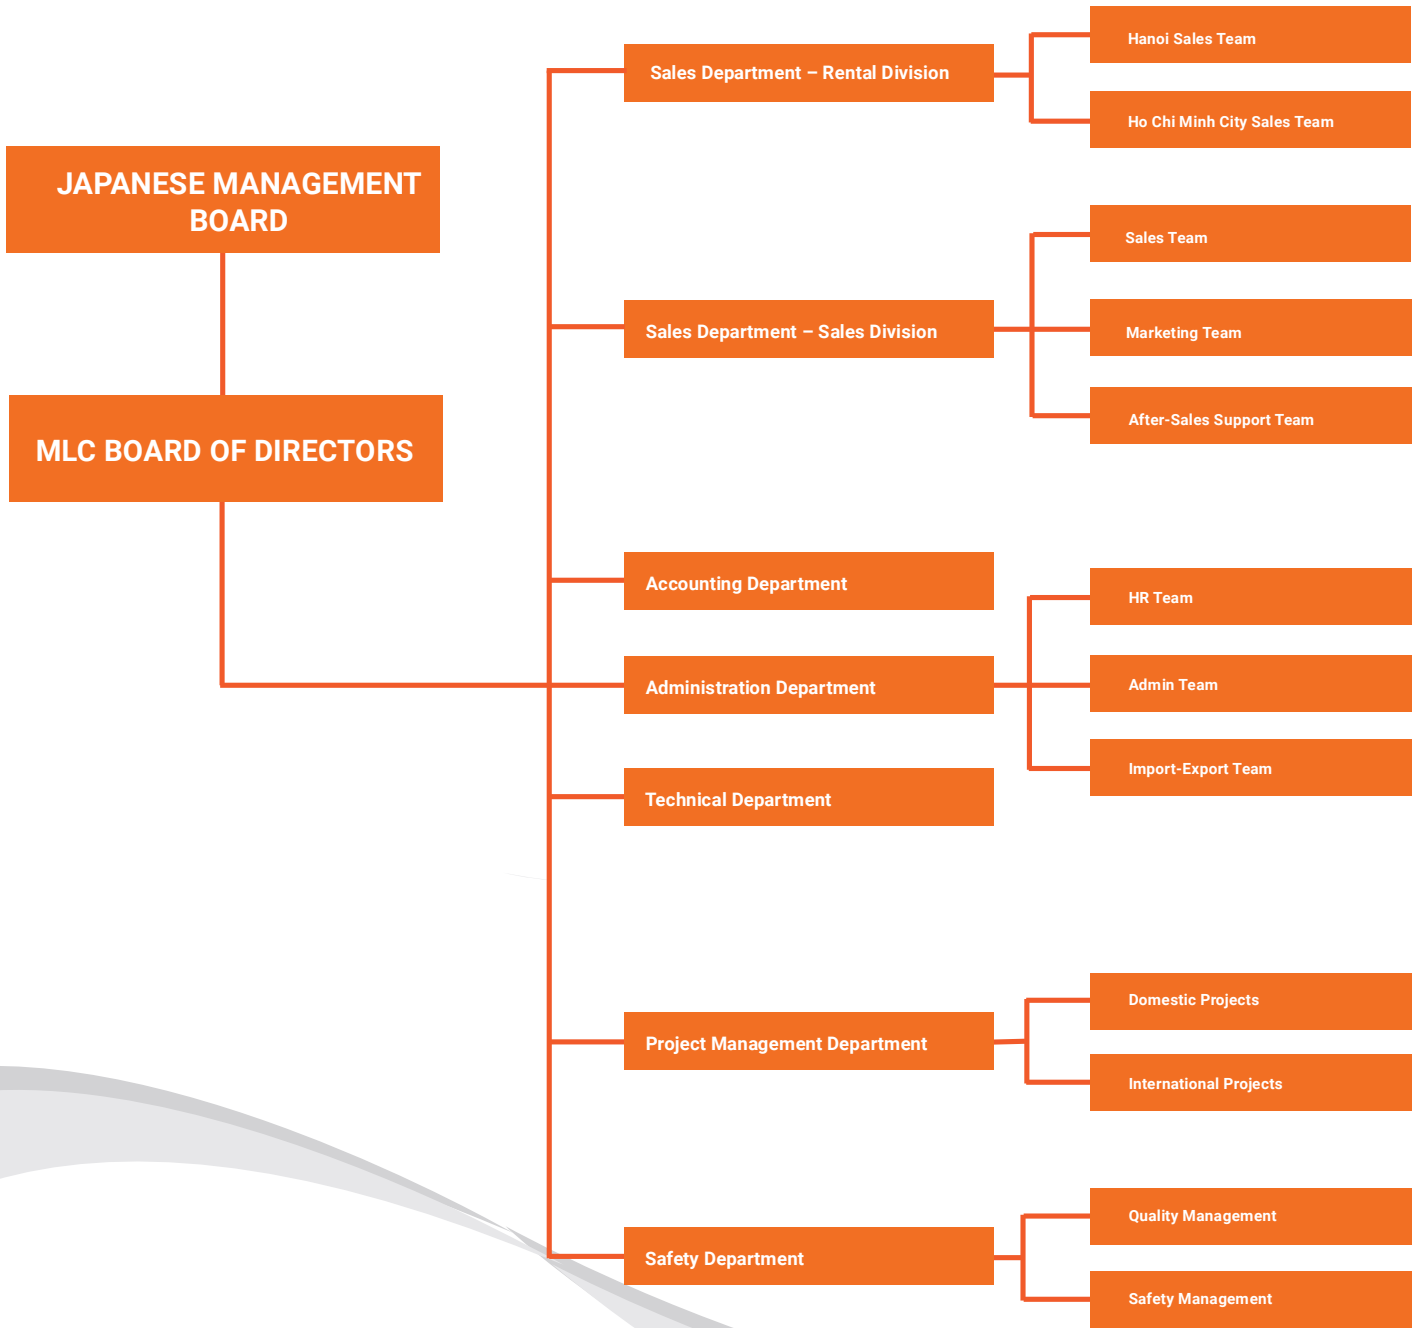 JAPANESE MANAGEMENT
BOARD
MLC BOARD OF DIRECTORS
Sales Department – Rental Division
Hanoi Sales Team
Ho Chi Minh City Sales Team
Sales Department – Sales Division
Sales Team
Marketing Team
After-Sales Support Team
Accounting Department
Administration Department
HR Team
Admin Team
Import-Export Team
Technical Department
Project Management Department
Domestic Projects
International Projects
Safety Department
Quality Management
Safety Management